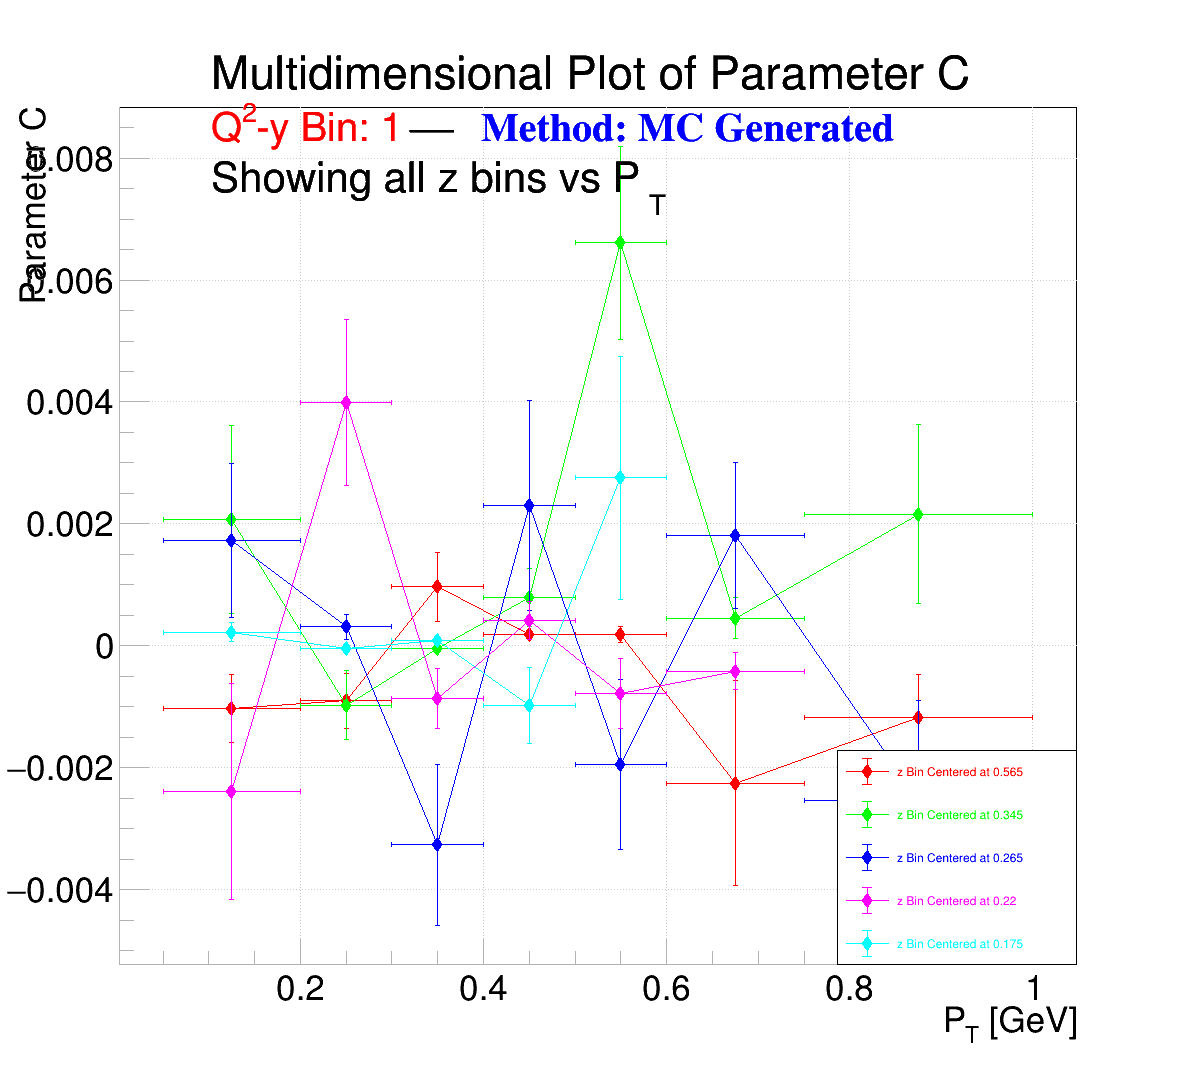 Multidimensional Plot of Parameter C
Q²-y Bin: 1 — Method: MC Generated
Showing all z bins vs P_T
Parameter C
0.008
0.006
0.004
0.002
0
−0.002
−0.004
0.2 0.4 0.6 0.8 1
P_T [GeV]
z Bin Centered at 0.565
z Bin Centered at 0.345
z Bin Centered at 0.265
z Bin Centered at 0.22
z Bin Centered at 0.175